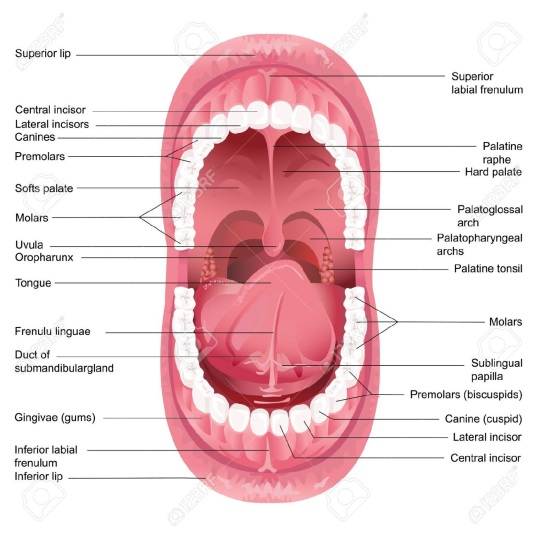 Superior lip
Central incisor
Lateral incisors
Canines
Premolars
Softs palate
Molars
Uvula
Oropharunx
Tongue
Frenulu linguae
Duct of
submandibulargland
Gingivae (gums)
Inferior labial
frenulum
Inferior lip
Superior
labial frenulum
Palatine
raphe
Hard palate
Palatoglossal
arch
Palatopharyngeal
archs
Palatine tonsil
Molars
Sublingual
papilla
Premolars (biscuspids)
Canine (cuspid)
Lateral incisor
Central incisor
123RF